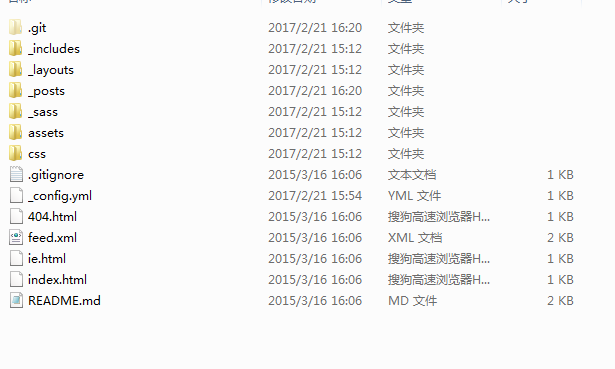 .git 2017/2/21 16:20 文件夹
_includes 2017/2/21 15:12 文件夹
_layouts 2017/2/21 15:12 文件夹
_posts 2017/2/21 16:20 文件夹
_sass 2017/2/21 15:12 文件夹
assets 2017/2/21 15:12 文件夹
css 2017/2/21 15:12 文件夹
.gitignore 2015/3/16 16:06 文本文档 1 KB
_config.yml 2017/2/21 15:54 YML 文件 1 KB
404.html 2015/3/16 16:06 搜狗高速浏览器H... 1 KB
feed.xml 2015/3/16 16:06 XML 文档 2 KB
ie.html 2015/3/16 16:06 搜狗高速浏览器H... 1 KB
index.html 2015/3/16 16:06 搜狗高速浏览器H... 1 KB
README.md 2015/3/16 16:06 MD 文件 2 KB